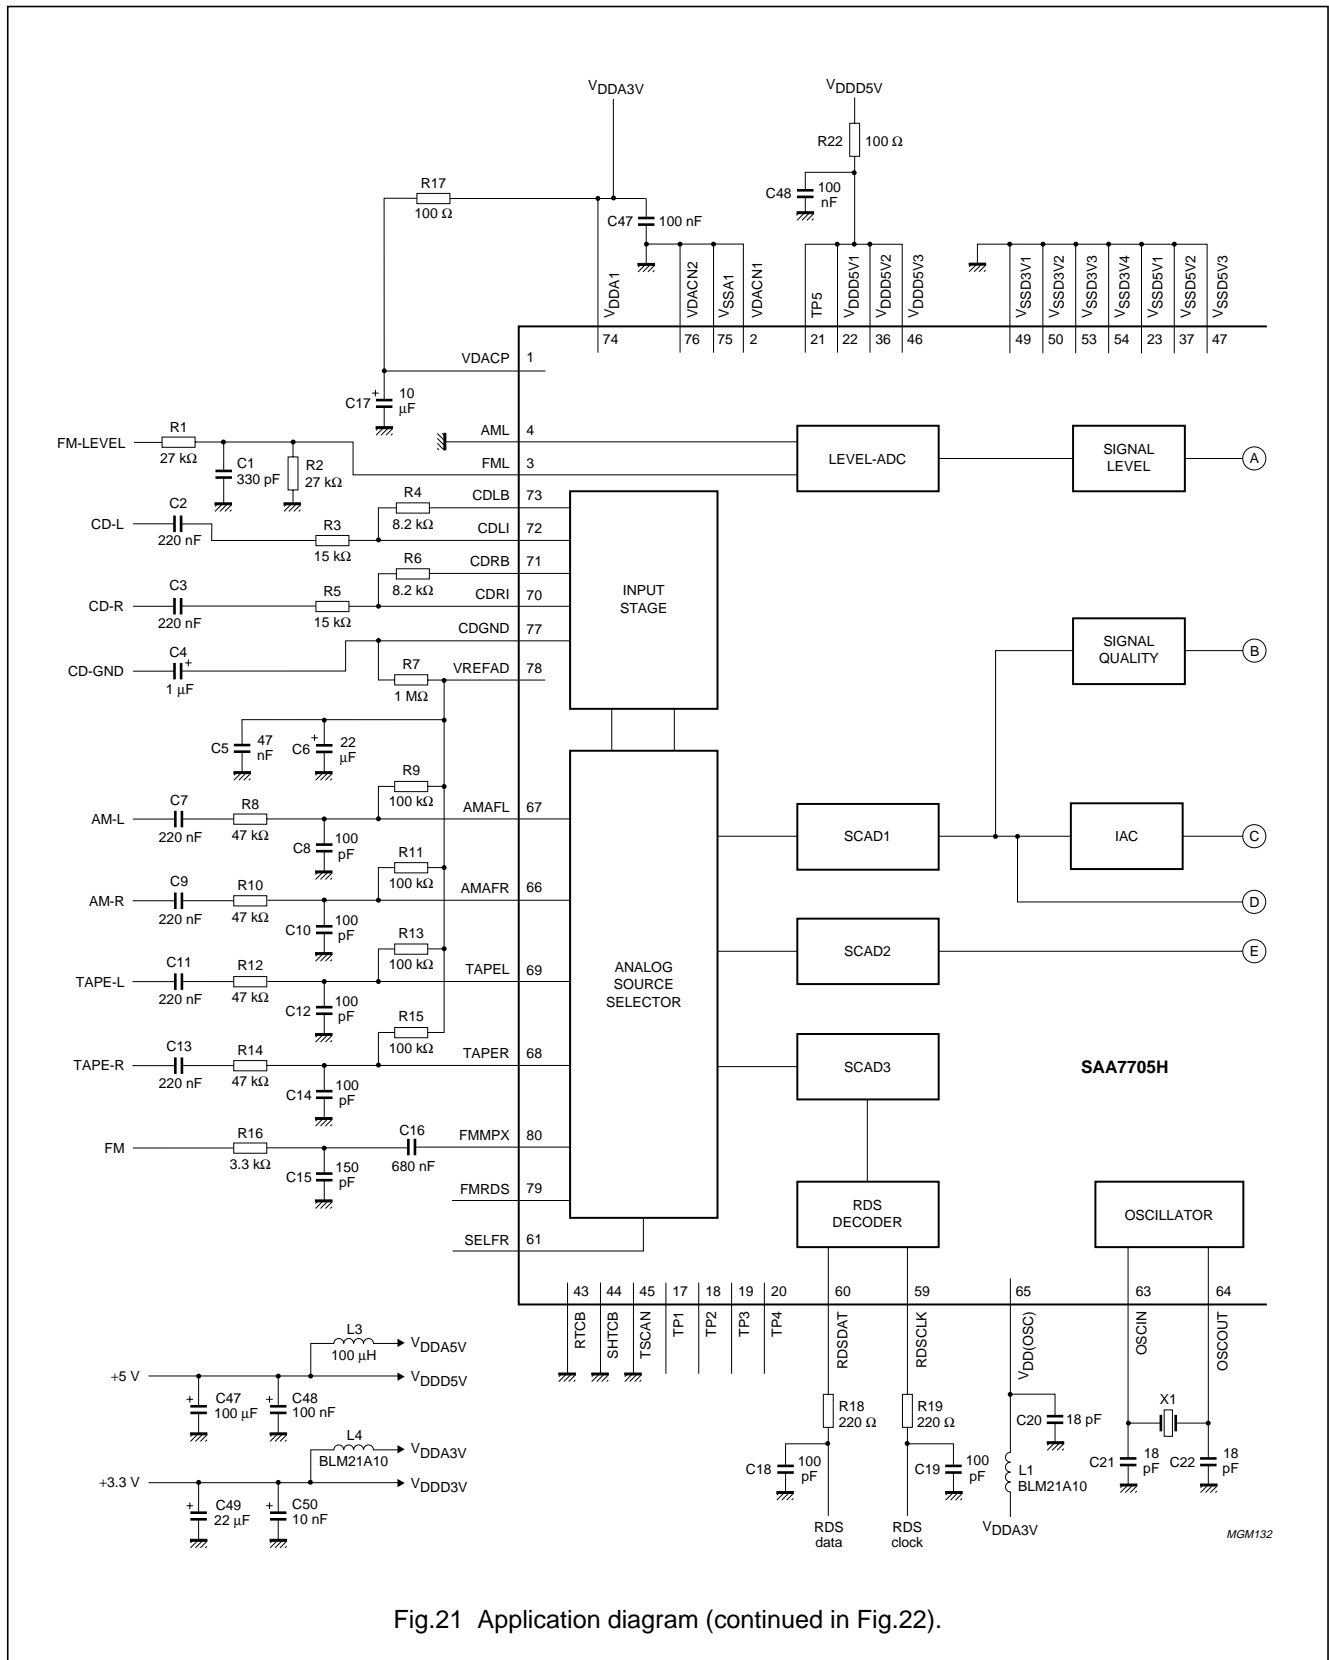 VDDA3V
VDDD5V
R22 100 Ω
C48 100 nF
R17
100 Ω
C47 100 nF
VDDA1
VDACN2
VSSA1
VDACN1
TP5
VDDD5V1
VDDD5V2
VDDD5V3
VSSD3V1
VSSD3V2
VSSD3V3
VSSD3V4
VSSD5V1
VSSD5V2
VSSD5V3
74 76 75 2 21 22 36 46 49 50 53 54 23 37 47
VDACP 1
C17 + 10 μF
FM-LEVEL
R1
27 kΩ
C1
330 pF
R2
27 kΩ
AML 4
FML 3
LEVEL-ADC
SIGNAL
LEVEL
A
CD-L
C2
220 nF
R3
15 kΩ
R4
8.2 kΩ
CDLB 73
CDLI 72
CD-R
C3
220 nF
R5
15 kΩ
R6
8.2 kΩ
CDRB 71
CDRI 70
INPUT
STAGE
CDGND 77
CD-GND
C4
+
1 μF
R7
1 MΩ
VREFAD 78
SIGNAL
QUALITY
B
C5 47 nF
C6 + 22 μF
R9
100 kΩ
AM-L
C7
220 nF
R8
47 kΩ
C8 100 pF
AMAFL 67
R11
100 kΩ
AM-R
C9
220 nF
R10
47 kΩ
C10 100 pF
AMAFR 66
R13
100 kΩ
TAPE-L
C11
220 nF
R12
47 kΩ
C12 100 pF
TAPEL 69
R15
100 kΩ
TAPE-R
C13
220 nF
R14
47 kΩ
C14 100 pF
TAPER 68
FM
R16
3.3 kΩ
C15 150 pF
C16
680 nF
FMMPX 80
FMRDS 79
SELFR 61
ANALOG
SOURCE
SELECTOR
SCAD1
IAC
C
D
SCAD2
E
SCAD3
SAA7705H
RDS
DECODER
OSCILLATOR
43 44 45 17 18 19 20 60 59 65 63 64
RTCB
SHTCB
TSCAN
TP1
TP2
TP3
TP4
RDSDAT
RDSCLK
VDD(OSC)
OSCIN
OSCOUT
L3
100 μH
VDDA5V
+5 V
VDDD5V
+ C47
100 μF
+ C48
100 nF
L4
BLM21A10
VDDA3V
+3.3 V
VDDD3V
+ C49
22 μF
+ C50
10 nF
R18
220 Ω
R19
220 Ω
C18 100 pF
C19 100 pF
RDS
data
RDS
clock
C20 18 pF
L1
BLM21A10
VDDA3V
X1
C21 18 pF
C22 18 pF
MGM132
Fig.21 Application diagram (continued in Fig.22).